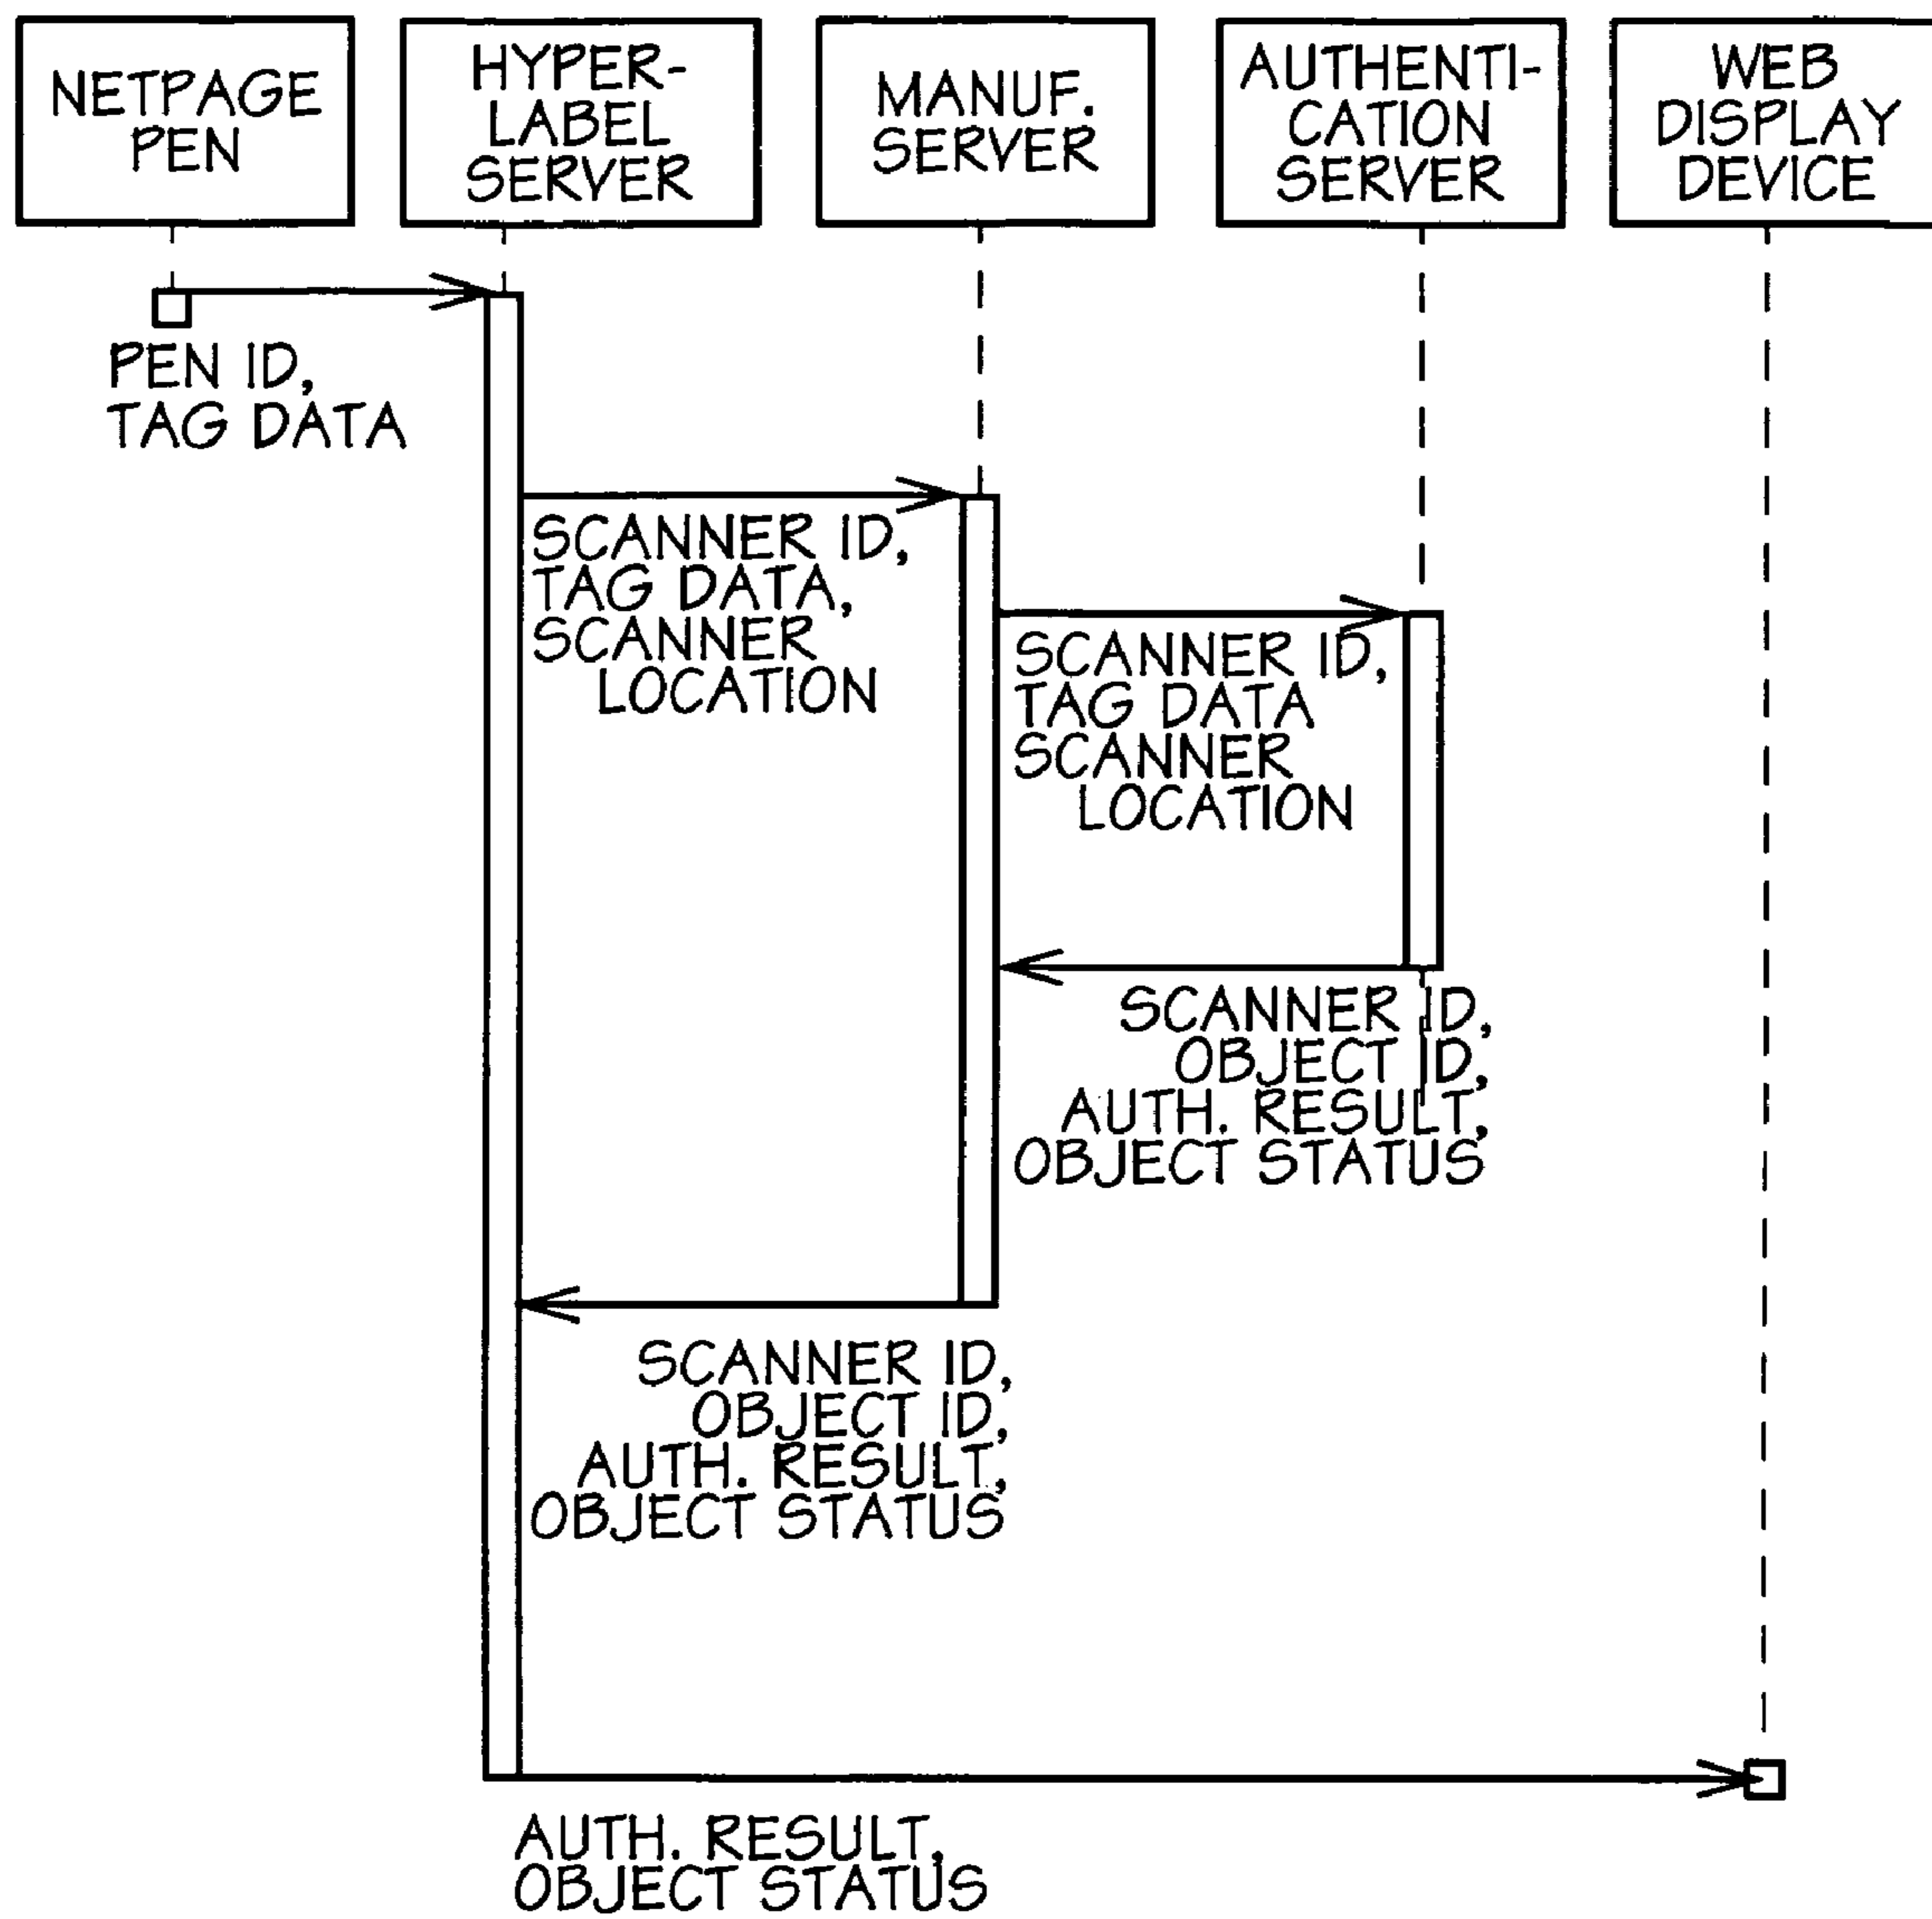 NETPAGE
PEN
HYPER-
LABEL
SERVER
MANUF.
SERVER
AUTHENTI-
CATION
SERVER
WEB
DISPLAY
DEVICE
PEN ID,
TAG DATA
SCANNER ID,
TAG DATA,
SCANNER
LOCATION
SCANNER ID,
TAG DATA
SCANNER
LOCATION
SCANNER ID,
OBJECT ID,
AUTH. RESULT,
OBJECT STATUS
SCANNER ID,
OBJECT ID,
AUTH. RESULT,
OBJECT STATUS
AUTH. RESULT,
OBJECT STATUS